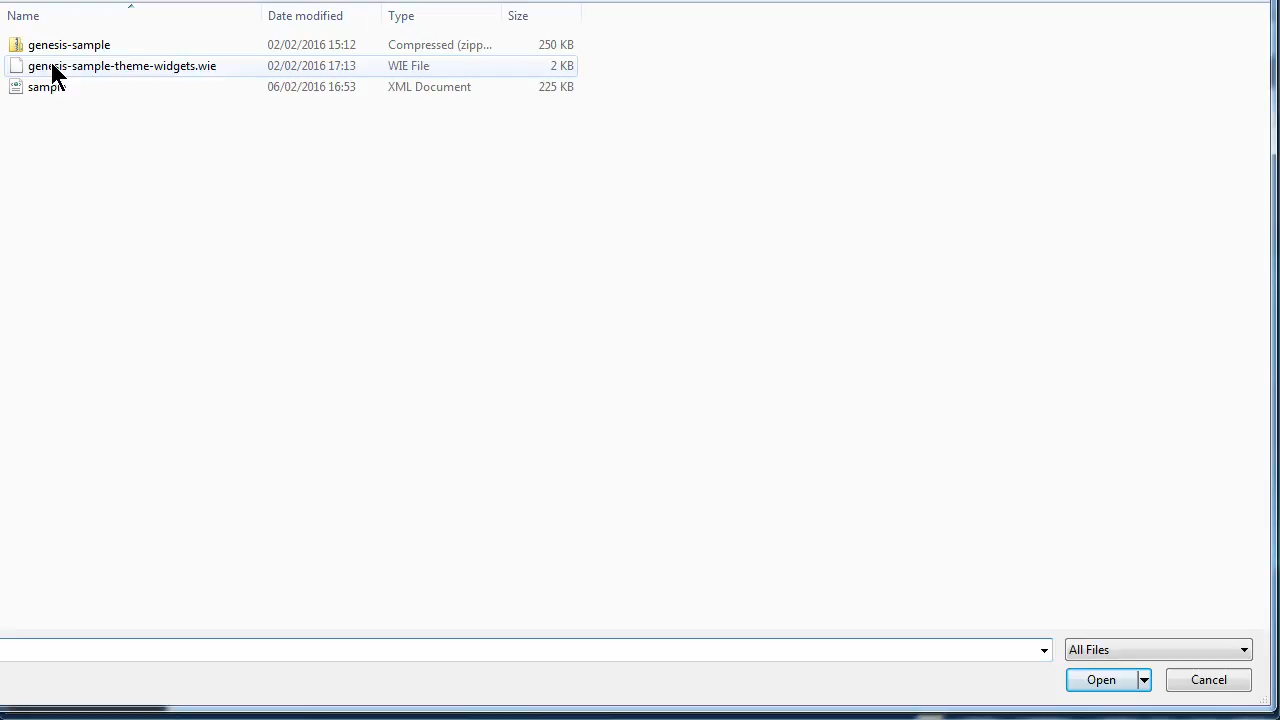 Name Date modified Type Size
genesis-sample 02/02/2016 15:12 Compressed (zipp... 250 KB
genesis-sample-theme-widgets.wie 02/02/2016 17:13 WIE File 2 KB
sample 06/02/2016 16:53 XML Document 225 KB
All Files
Open Cancel